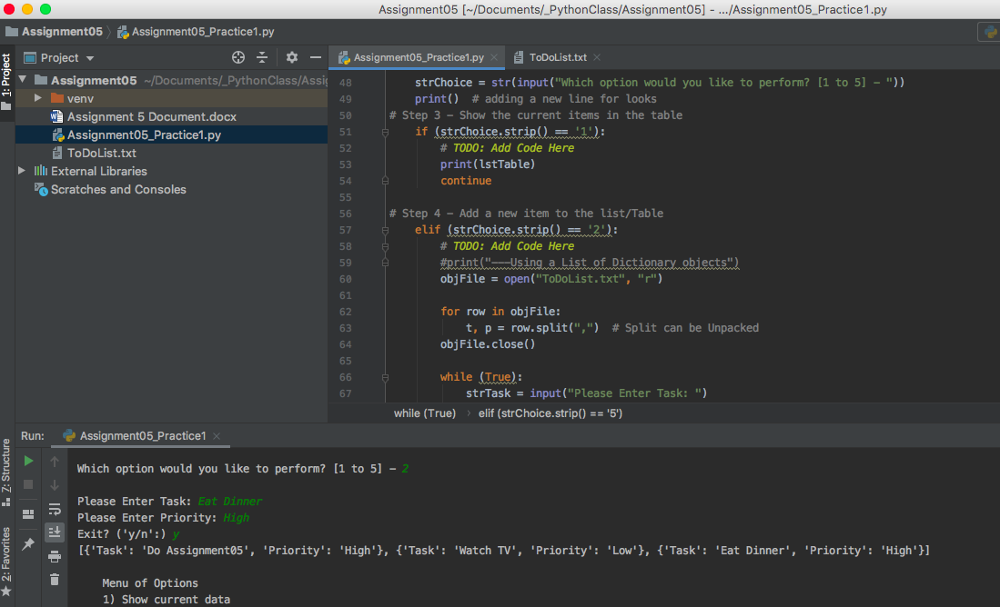 Assignment05 [~/Documents/_PythonClass/Assignment05] - .../Assignment05_Practice1.py
Assignment05 Assignment05_Practice1.py
1: Project
Project
Assignment05 ~/Documents/_PythonClass/Assig
venv
Assignment 5 Document.docx
Assignment05_Practice1.py
ToDoList.txt
External Libraries
Scratches and Consoles
Assignment05_Practice1.py ToDoList.txt
48 strChoice = str(input("Which option would you like to perform? [1 to 5] - "))
49 print()  # adding a new line for looks
50 # Step 3 - Show the current items in the table
51 if (strChoice.strip() == '1'):
52 # TODO: Add Code Here
53 print(lstTable)
54 continue
55
56 # Step 4 - Add a new item to the list/Table
57 elif (strChoice.strip() == '2'):
58 # TODO: Add Code Here
59 #print("---Using a List of Dictionary objects")
60 objFile = open("ToDoList.txt", "r")
61
62 for row in objFile:
63 t, p = row.split(",")  # Split can be Unpacked
64 objFile.close()
65
66 while (True):
67 strTask = input("Please Enter Task: ")
while (True) elif (strChoice.strip() == '5')
Run: Assignment05_Practice1
7: Structure
2: Favorites
Which option would you like to perform? [1 to 5] - 2
Please Enter Task: Eat Dinner
Please Enter Priority: High
Exit? ('y/n':) y
[{'Task': 'Do Assignment05', 'Priority': 'High'}, {'Task': 'Watch TV', 'Priority': 'Low'}, {'Task': 'Eat Dinner', 'Priority': 'High'}]
Menu of Options
1) Show current data